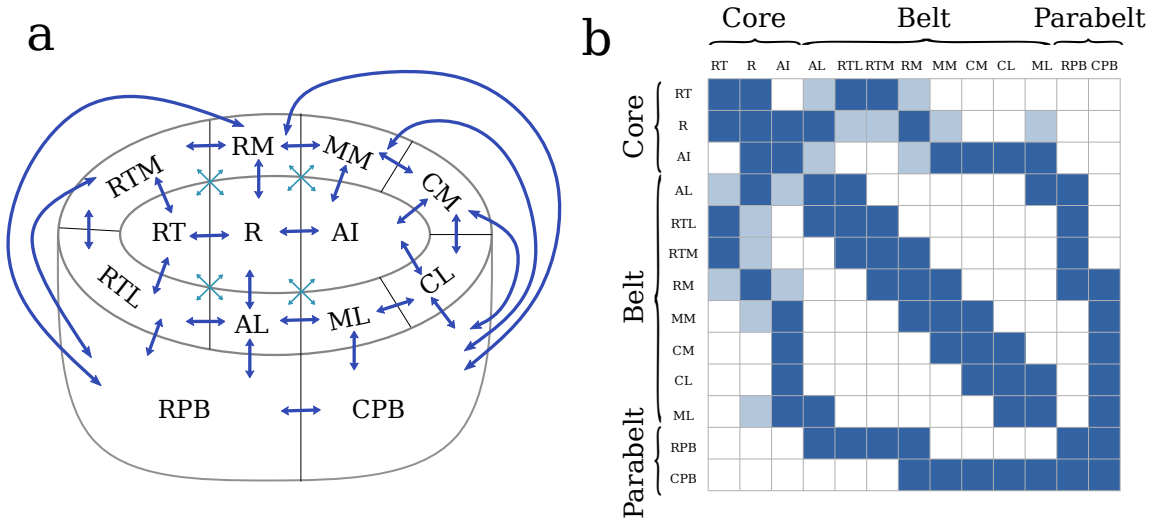 a
RM
MM
RTM
CM
RT
R
AI
RTL
CL
AL
ML
RPB
CPB
b
Core
Belt
Parabelt
RT R AI AL RTL RTM RM MM CM CL ML RPB CPB
Core
RT
R
AI
Belt
AL
RTL
RTM
RM
MM
CM
CL
ML
Parabelt
RPB
CPB